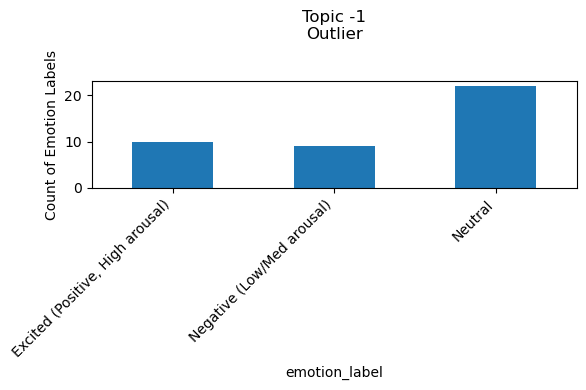 Topic -1
Outlier
Count of Emotion Labels
20
10
0
Excited (Positive, High arousal)
Negative (Low/Med arousal)
Neutral
emotion_label